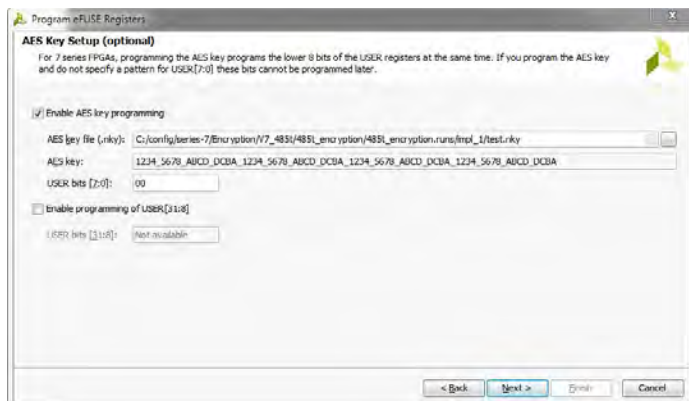 Program eFUSE Registers
AES Key Setup (optional)
For 7 series FPGAs, programming the AES key programs the lower 8 bits of the USER registers at the same time. If you program the AES key
and do not specify a pattern for USER[7:0] these bits cannot be programmed later.
Enable AES key programming
AES key file (.nky): C:/config/series-7/Encryption/V7_485t/485t_encryption/485t_encryption.runs/impl_1/test.nky
AES key: 1234_5678_ABCD_DCBA_1234_5678_ABCD_DCBA_1234_5678_ABCD_DCBA_1234_5678_ABCD_DCBA
USER bits [7:0]: 00
Enable programming of USER[31:8]
USER bits [31:8]: Not available
< Back Next > Finish Cancel